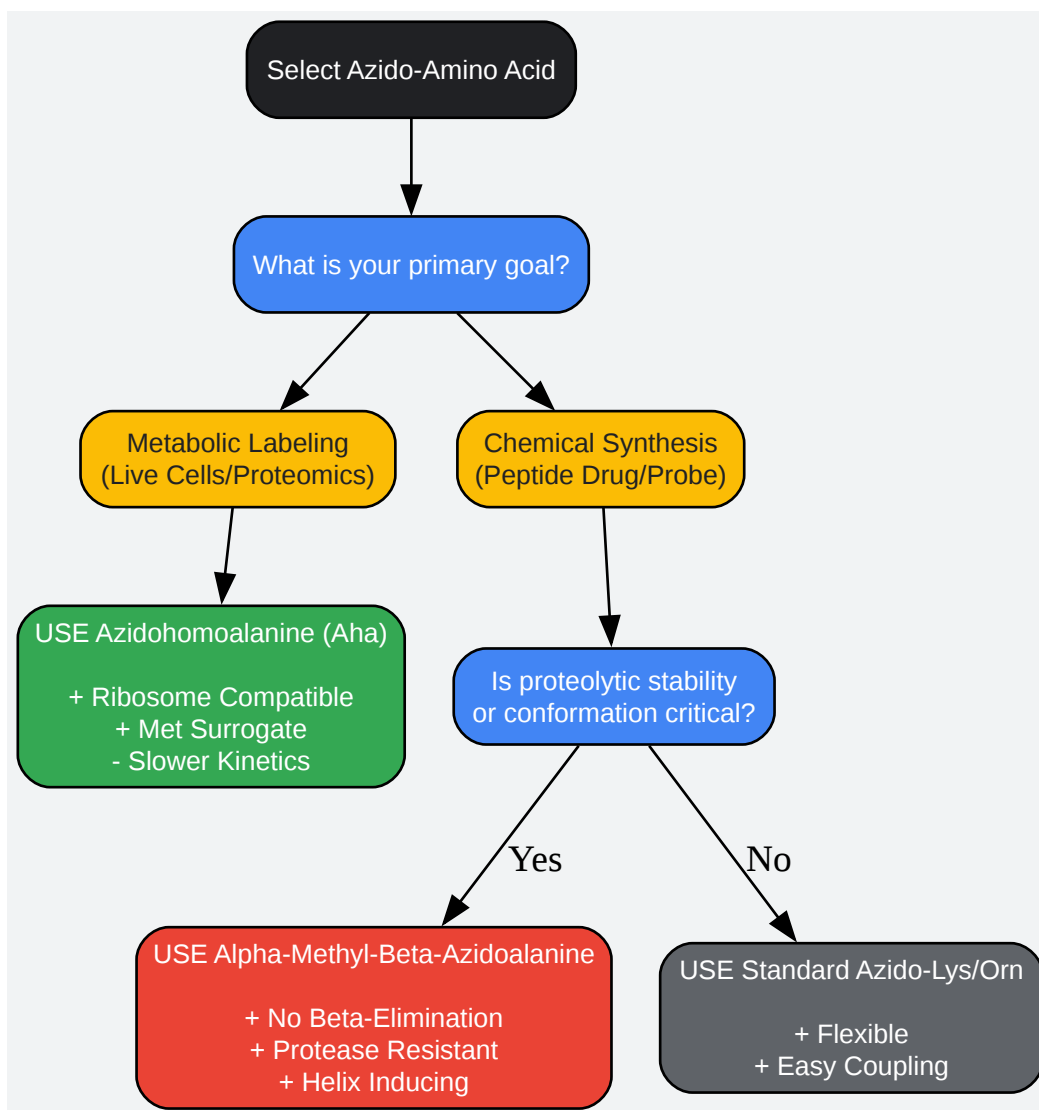 Select Azido-Amino Acid
What is your primary goal?
Metabolic Labeling
(Live Cells/Proteomics)
Chemical Synthesis
(Peptide Drug/Probe)
USE Azidohomoalanine (Aha)
+ Ribosome Compatible
+ Met Surrogate
- Slower Kinetics
Is proteolytic stability
or conformation critical?
Yes
No
USE Alpha-Methyl-Beta-Azidoalanine
+ No Beta-Elimination
+ Protease Resistant
+ Helix Inducing
USE Standard Azido-Lys/Orn
+ Flexible
+ Easy Coupling